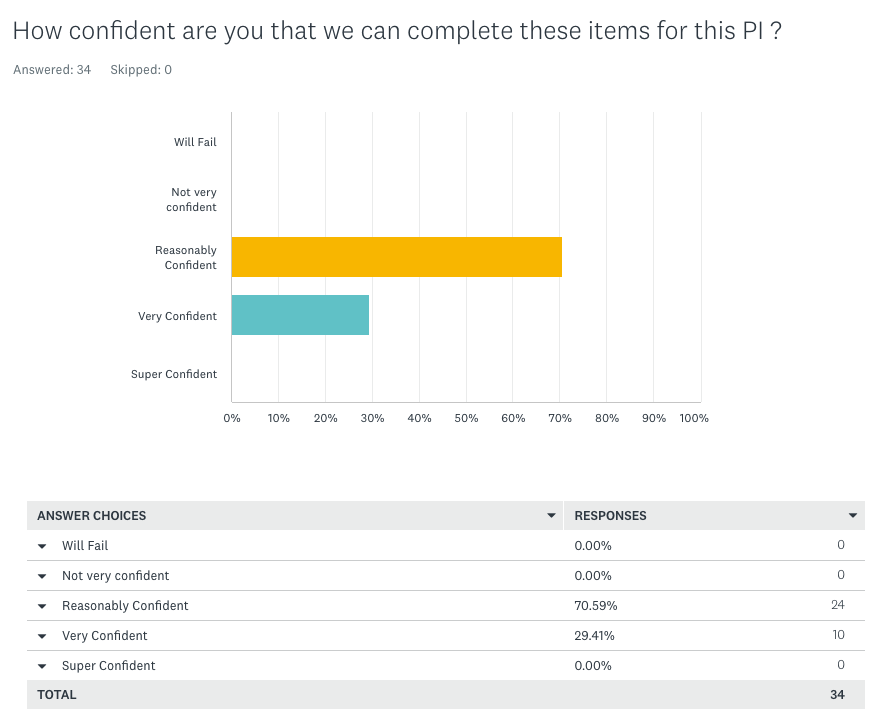 How confident are you that we can complete these items for this PI ?
Answered: 34 Skipped: 0
Will Fail
Not very
confident
Reasonably
Confident
Very Confident
Super Confident
0% 10% 20% 30% 40% 50% 60% 70% 80% 90% 100%
ANSWER CHOICES RESPONSES
Will Fail 0.00% 0
Not very confident 0.00% 0
Reasonably Confident 70.59% 24
Very Confident 29.41% 10
Super Confident 0.00% 0
TOTAL 34